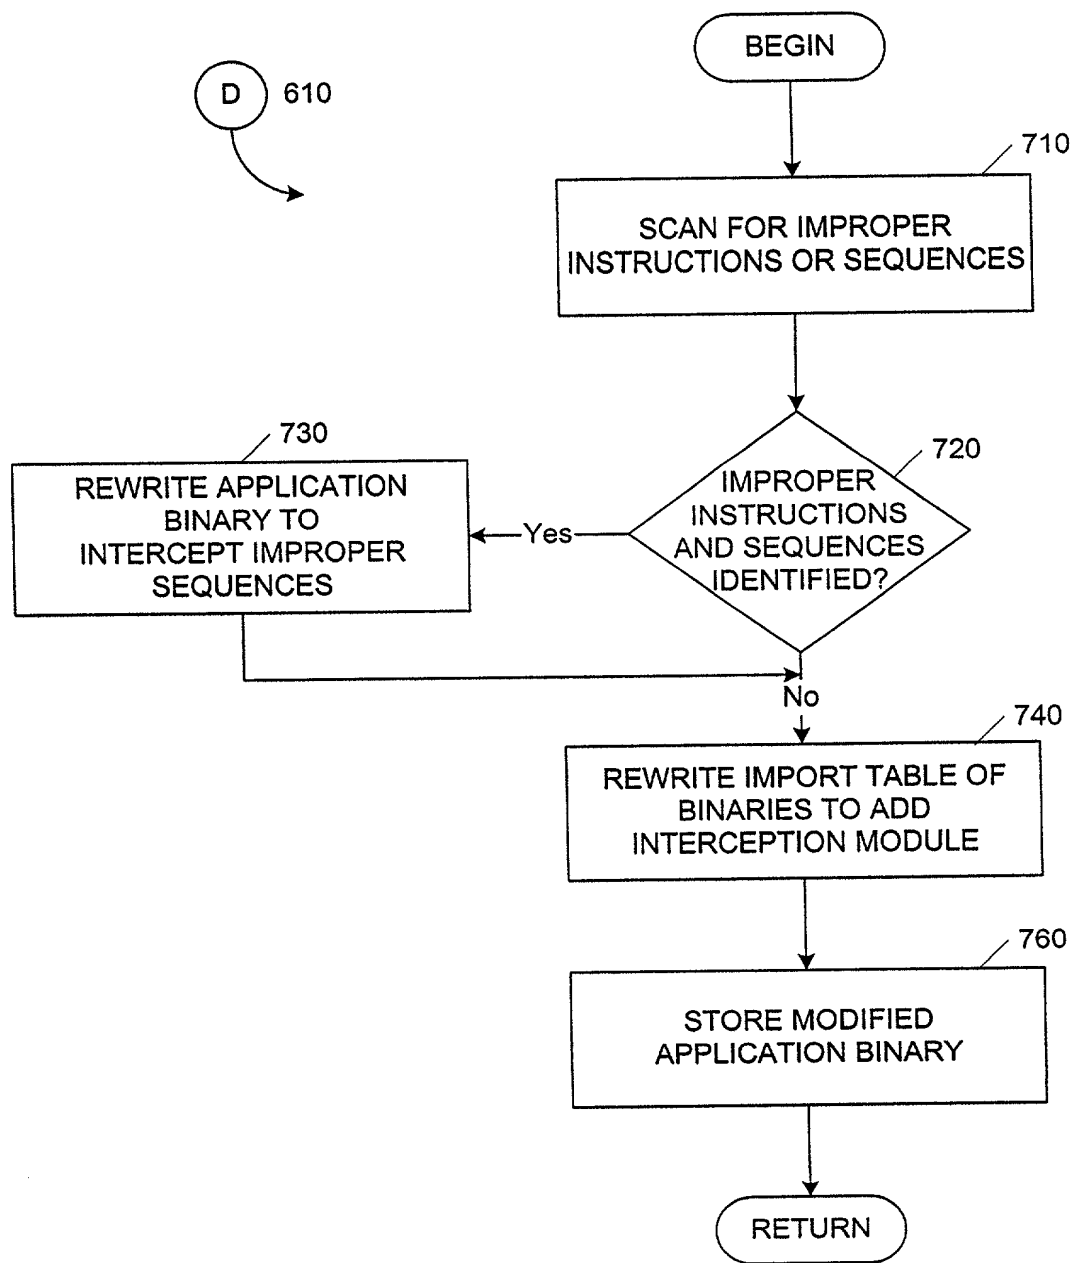 BEGIN
D
610
710
SCAN FOR IMPROPER
INSTRUCTIONS OR SEQUENCES
720
IMPROPER
INSTRUCTIONS
AND SEQUENCES
IDENTIFIED?
Yes
730
REWRITE APPLICATION
BINARY TO
INTERCEPT IMPROPER
SEQUENCES
No
740
REWRITE IMPORT TABLE OF
BINARIES TO ADD
INTERCEPTION MODULE
760
STORE MODIFIED
APPLICATION BINARY
RETURN